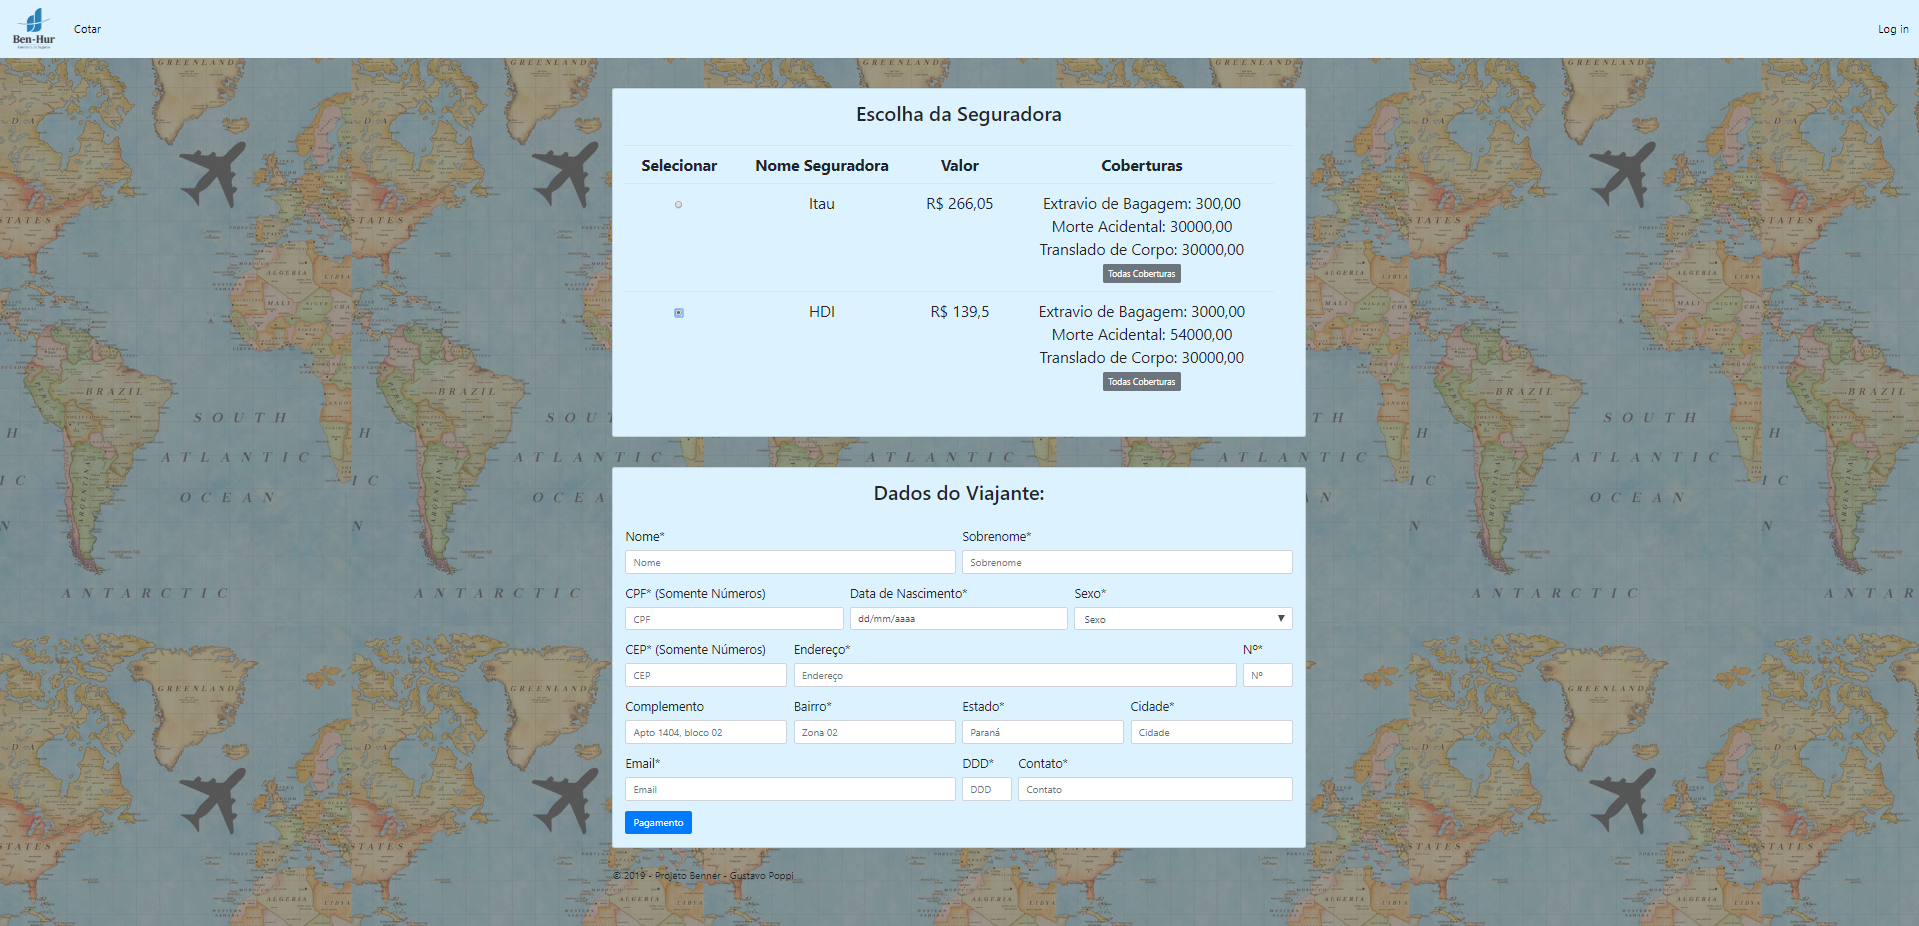 Ben-Hur
Cotar
Log in
Escolha da Seguradora
Selecionar Nome Seguradora Valor Coberturas
Itau R$ 266,05 Extravio de Bagagem: 300,00
Morte Acidental: 30000,00
Translado de Corpo: 30000,00
Todas Coberturas
HDI R$ 139,5 Extravio de Bagagem: 3000,00
Morte Acidental: 54000,00
Translado de Corpo: 30000,00
Todas Coberturas
Dados do Viajante:
Nome* Sobrenome*
Nome Sobrenome
CPF* (Somente Números) Data de Nascimento* Sexo*
CPF dd/mm/aaaa Sexo
CEP* (Somente Números) Endereço* Nº*
CEP Endereço Nº
Complemento Bairro* Estado* Cidade*
Apto 1404, bloco 02 Zona 02 Paraná Cidade
Email* DDD* Contato*
Email DDD Contato
Pagamento
© 2019 - Projeto Benner - Gustavo Poppi
GREENLAND
STATES
ALGERIA
LIBYA
MALI
NIGER
BRAZIL
PERU
ARGENTINA
SOUTH
ATLANTIC
OCEAN
ANTARCTIC